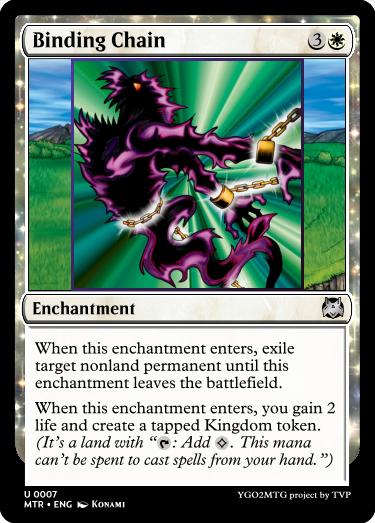 Binding Chain 3
Enchantment
When this enchantment enters, exile
target nonland permanent until this
enchantment leaves the battlefield.
When this enchantment enters, you gain 2
life and create a tapped Kingdom token.
(It's a land with “: Add . This mana
can't be spent to cast spells from your hand.”)
U 0007
MTR • ENG Konami YGO2MTG project by TVP